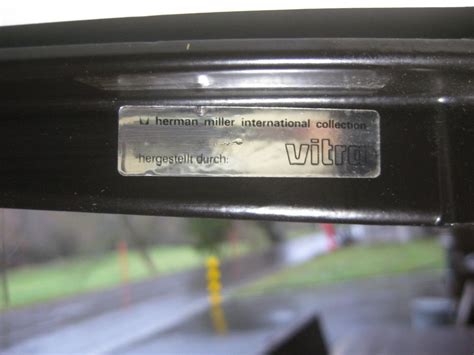 herman miller international collection
hergestellt durch: vitra